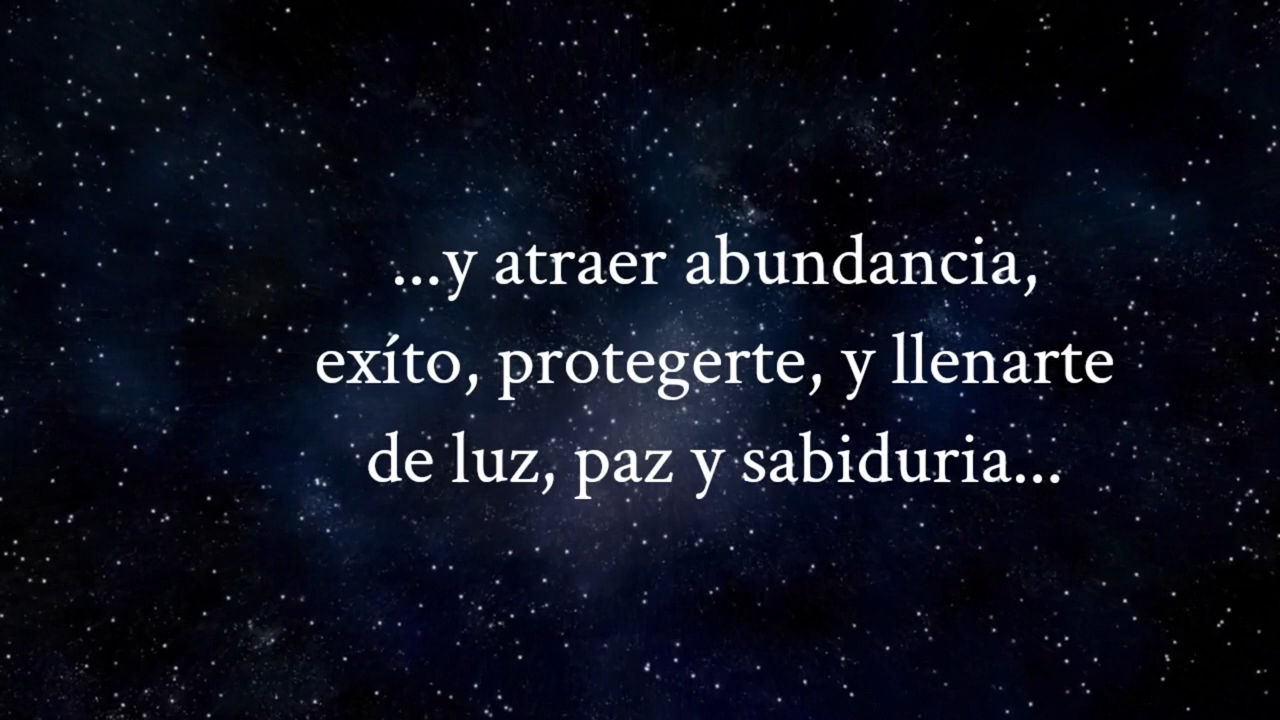 ...y atraer abundancia,
exíto, protegerte, y llenarte
de luz, paz y sabiduria...